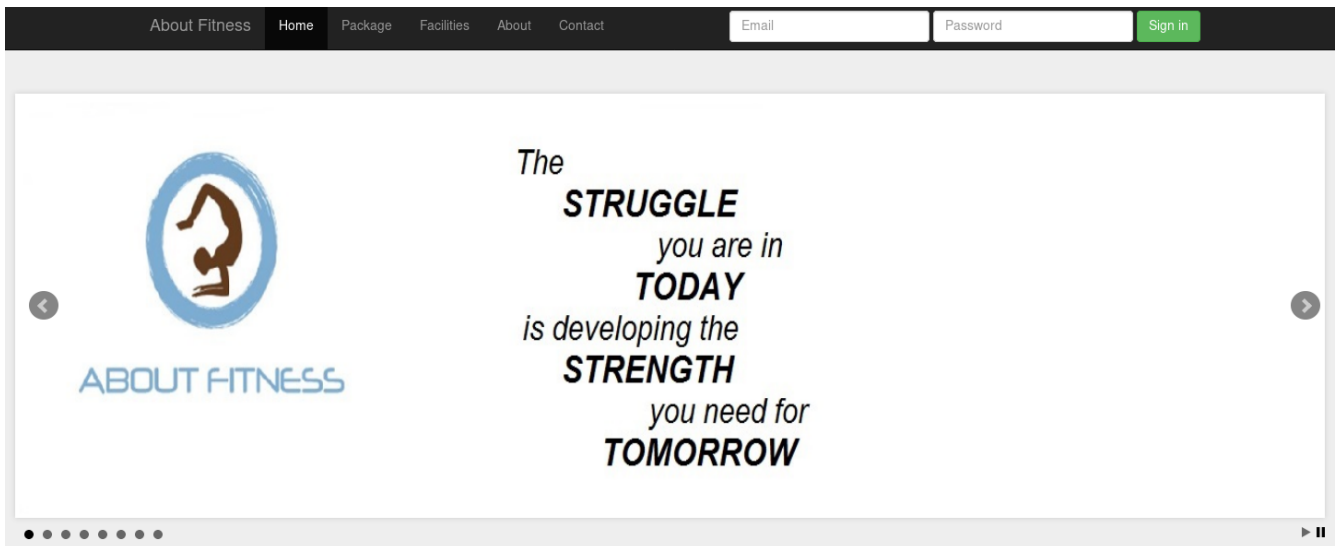 About Fitness Home Package Facilities About Contact Email Password Sign in
The
STRUGGLE
you are in
TODAY
is developing the
STRENGTH
you need for
TOMORROW
ABOUT FITNESS